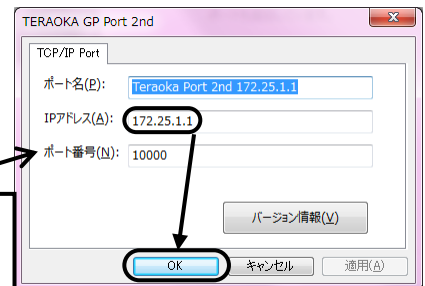 TERAOKA GP Port 2nd
TCP/IP Port
ポート名(P): Teraoka Port 2nd 172.25.1.1
IPアドレス(A): 172.25.1.1
ポート番号(N): 10000
バージョン情報(V)
OK キャンセル 適用(A)